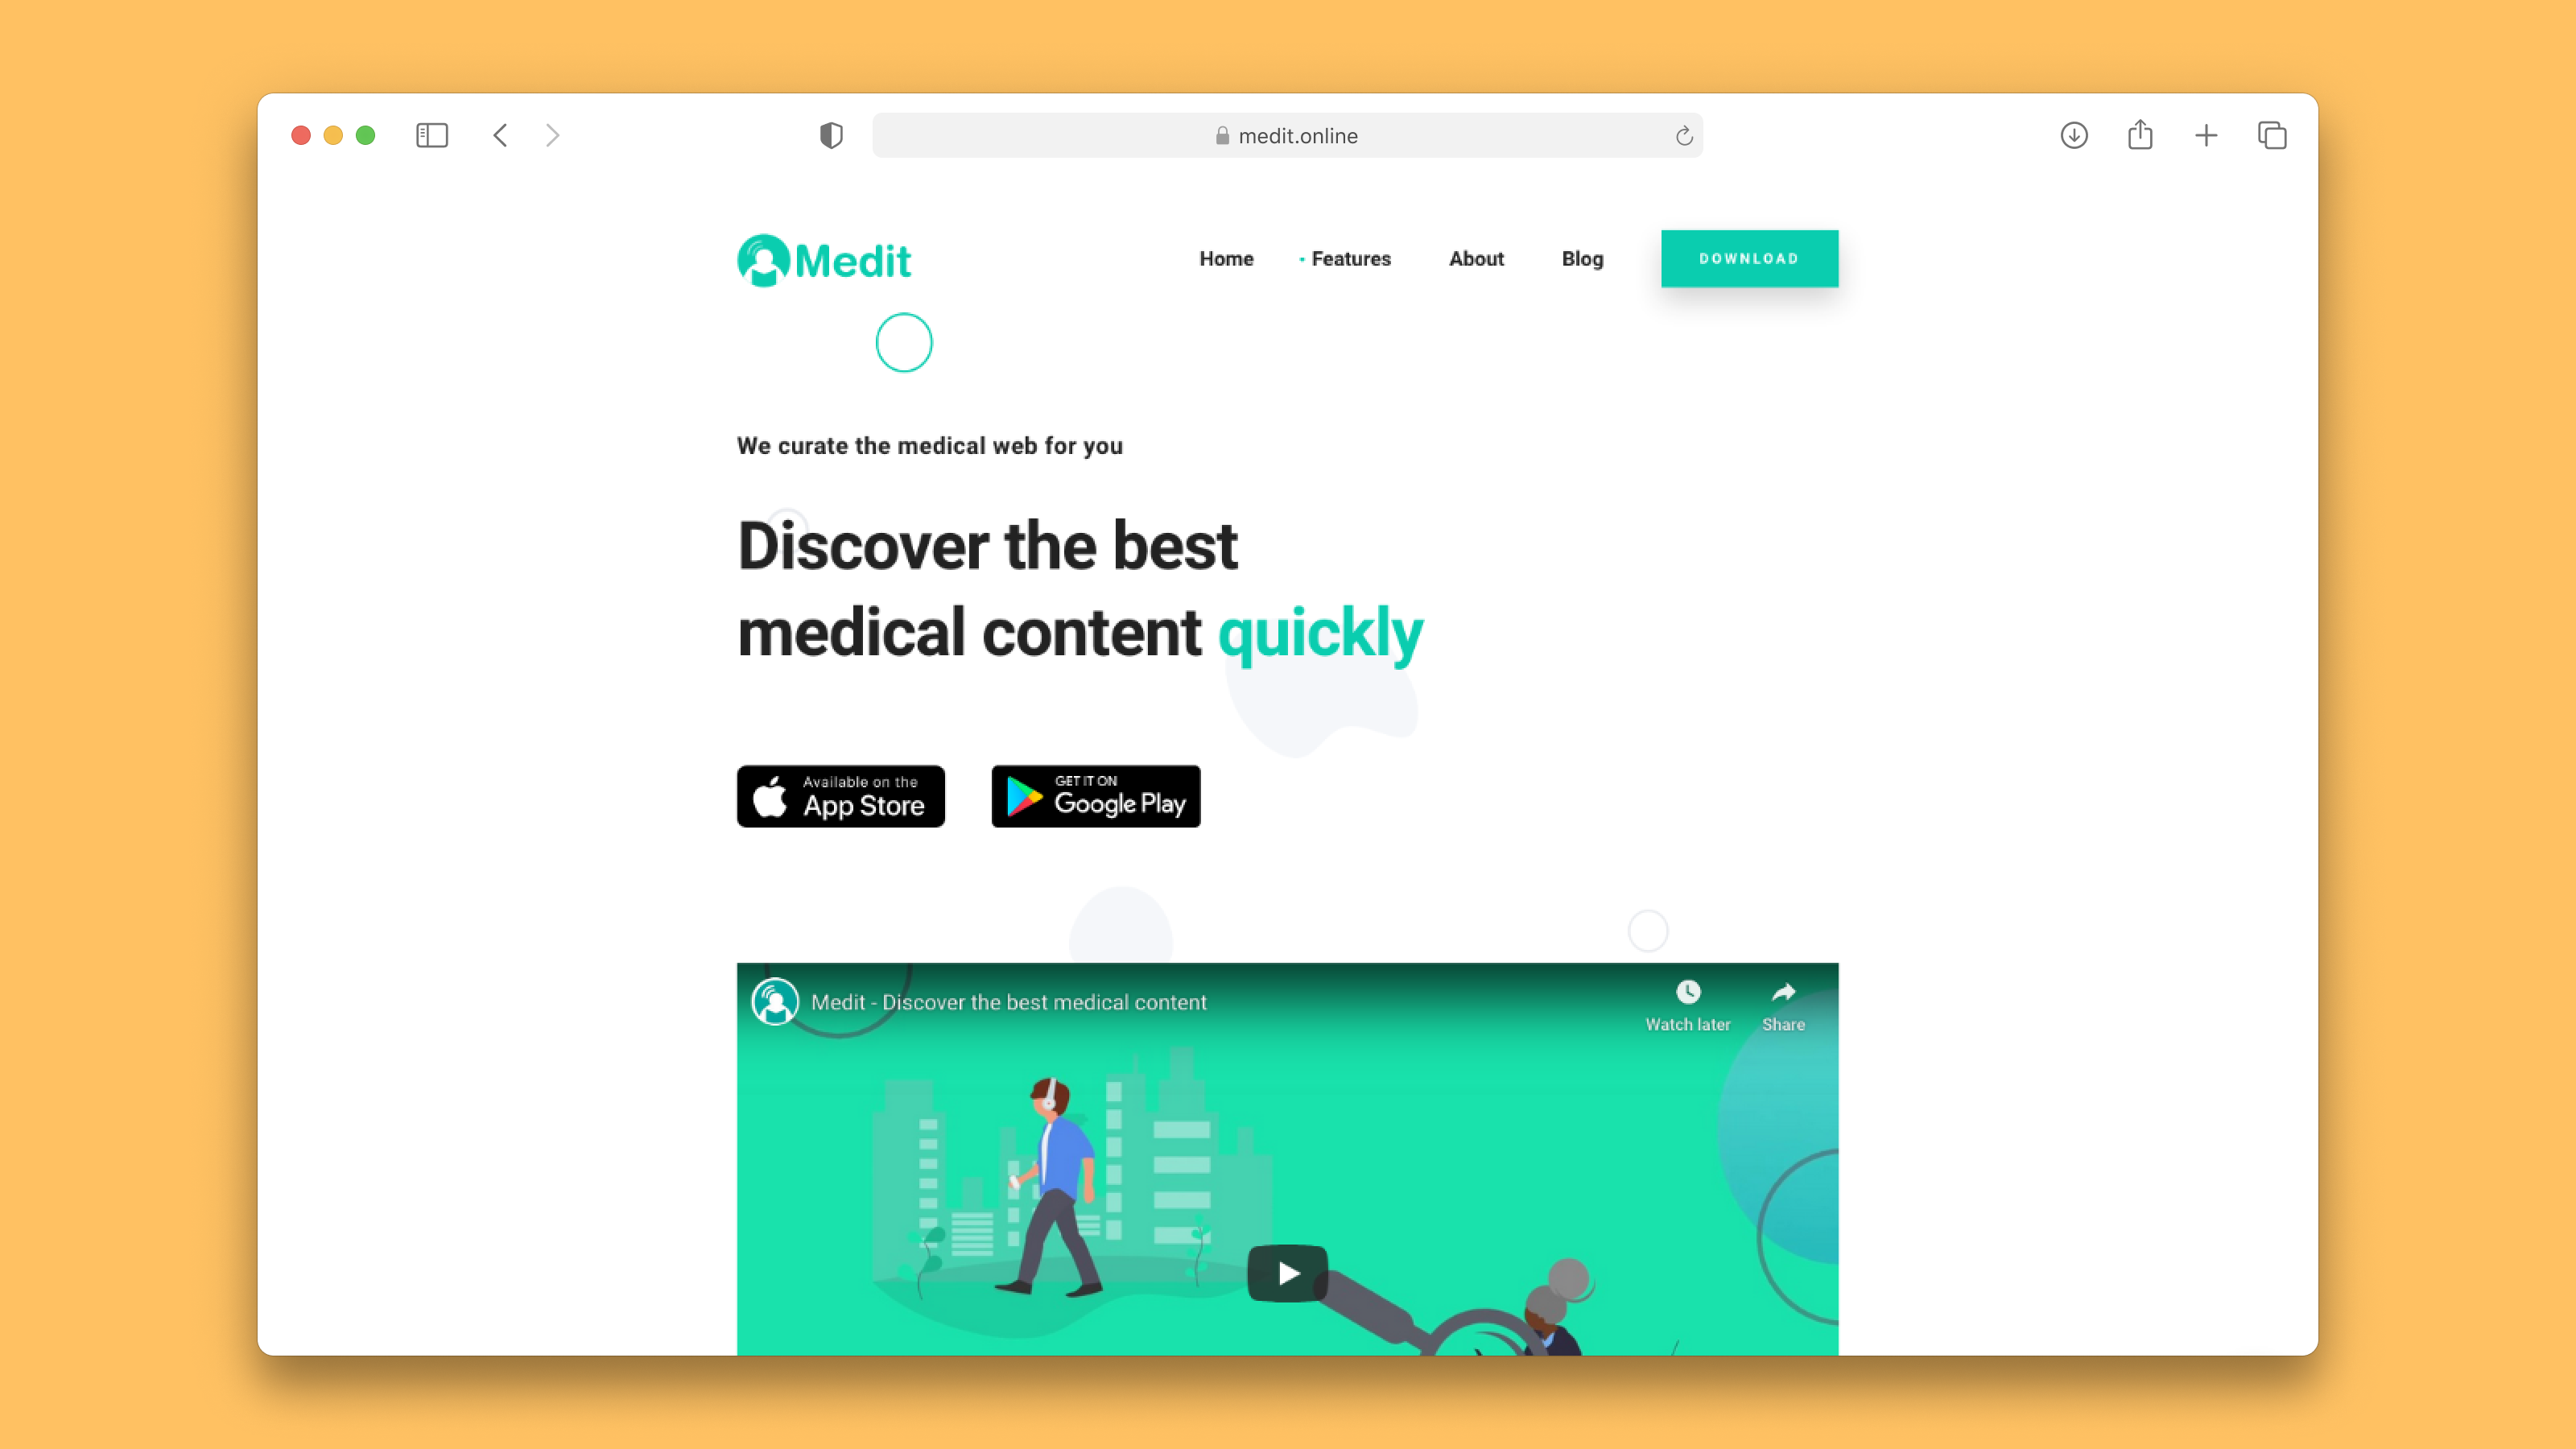 medit.online
Medit
Home
Features
About
Blog
DOWNLOAD
We curate the medical web for you
Discover the best
medical content quickly
Available on the
App Store
GET IT ON
Google Play
Medit - Discover the best medical content
Watch later
Share